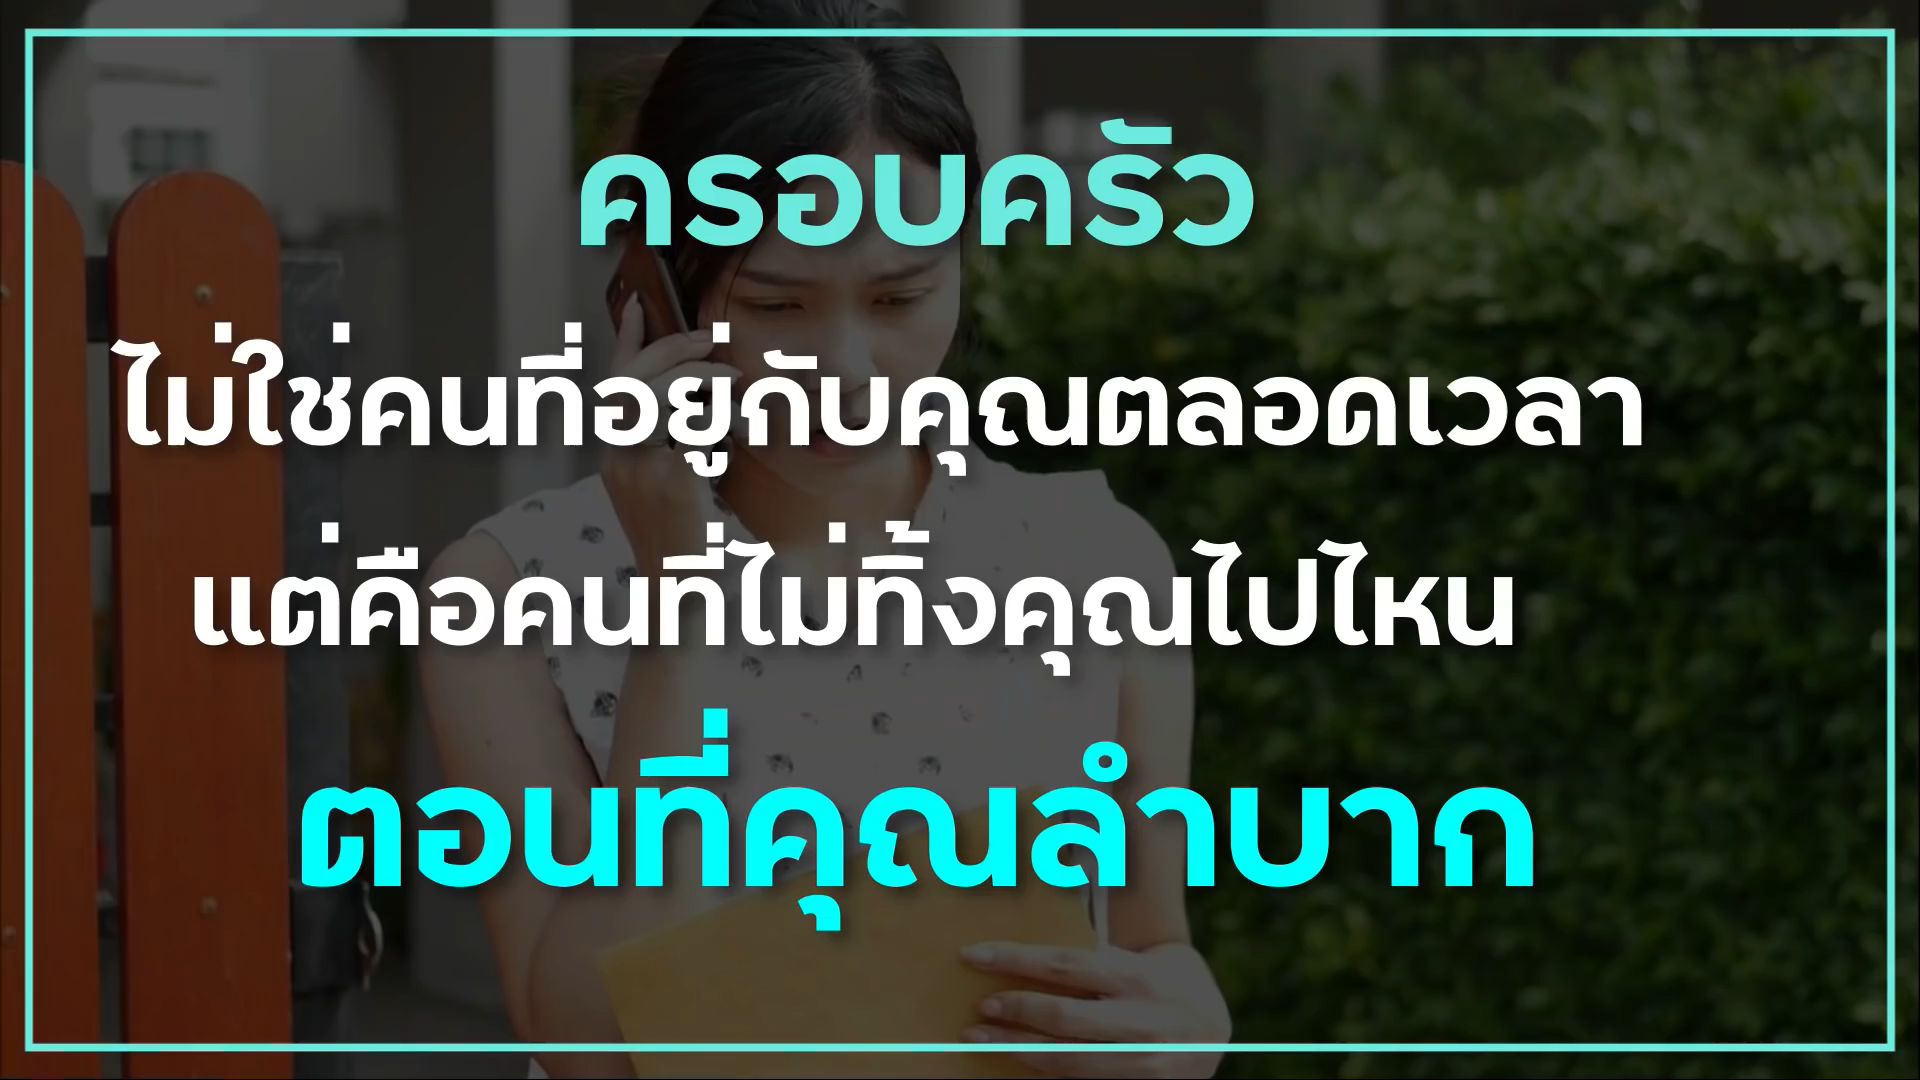 ครอบครัว
ไม่ใช่คนที่อยู่กับคุณตลอดเวลา
แต่คือคนที่ไม่ทิ้งคุณไปไหน
ตอนที่คุณลำบาก